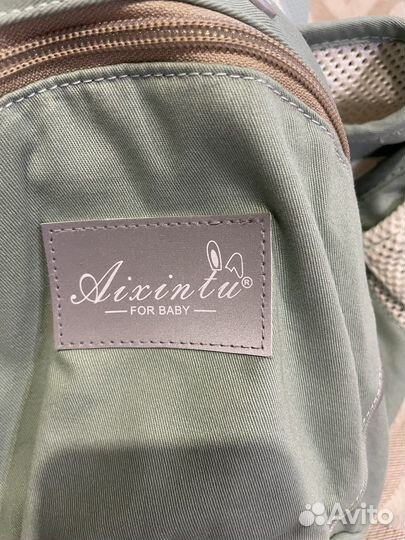 Aixintu®
— FOR BABY —
Avito